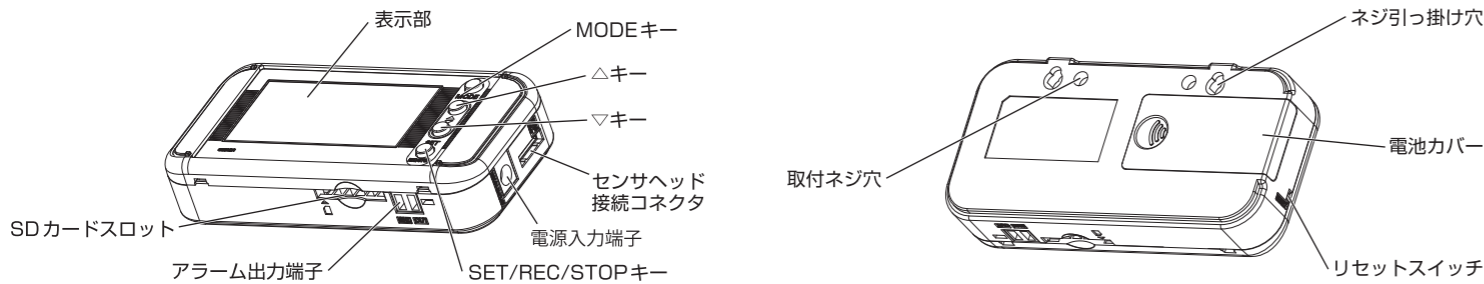 表示部
MODEキー
△キー
▽キー
センサヘッド
接続コネクタ
電源入力端子
SET/REC/STOPキー
アラーム出力端子
SDカードスロット
ネジ引っ掛け穴
電池カバー
取付ネジ穴
リセットスイッチ
MODE